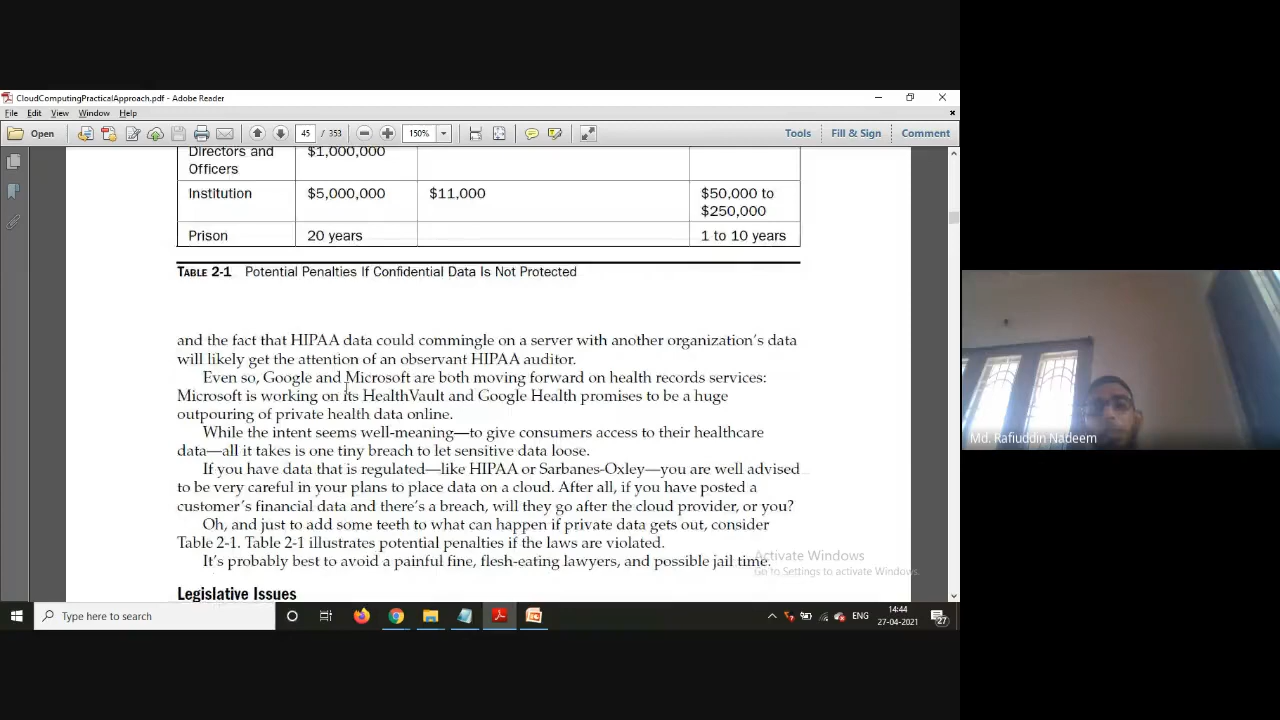 CloudComputingPracticalApproach.pdf - Adobe Reader
File Edit View Window Help
Open 45 / 353 150% Tools Fill & Sign Comment
Directors and Officers $1,000,000
Institution $5,000,000 $11,000 $50,000 to $250,000
Prison 20 years 1 to 10 years
TABLE 2-1 Potential Penalties If Confidential Data Is Not Protected
and the fact that HIPAA data could commingle on a server with another organization's data
will likely get the attention of an observant HIPAA auditor.
Even so, Google and Microsoft are both moving forward on health records services:
Microsoft is working on its HealthVault and Google Health promises to be a huge
outpouring of private health data online.
While the intent seems well-meaning—to give consumers access to their healthcare
data—all it takes is one tiny breach to let sensitive data loose.
If you have data that is regulated—like HIPAA or Sarbanes-Oxley—you are well advised
to be very careful in your plans to place data on a cloud. After all, if you have posted a
customer's financial data and there's a breach, will they go after the cloud provider, or you?
Oh, and just to add some teeth to what can happen if private data gets out, consider
Table 2-1. Table 2-1 illustrates potential penalties if the laws are violated.
It's probably best to avoid a painful fine, flesh-eating lawyers, and possible jail time.
Legislative Issues
Activate Windows
Go to Settings to activate Windows.
Md. Rafiuddin Nadeem
Type here to search
ENG
14:44
27-04-2021
27